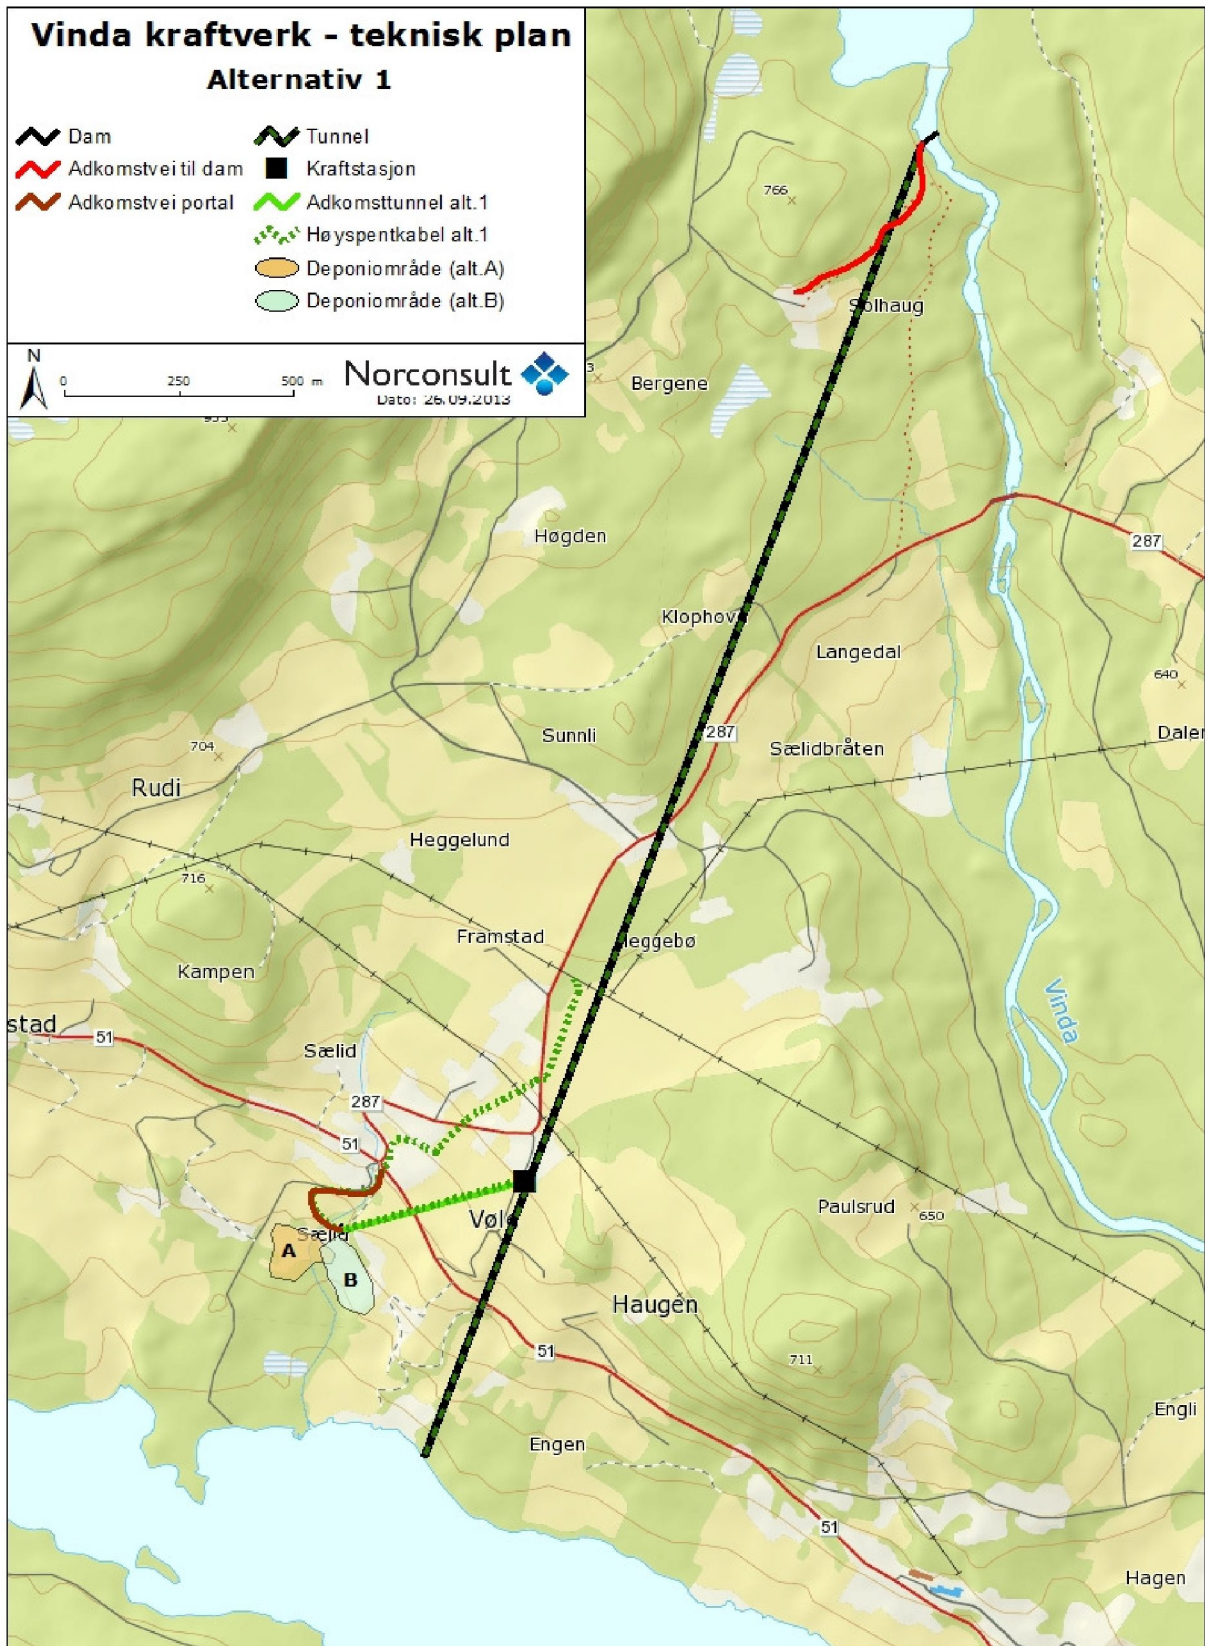 Vinda kraftverk - teknisk plan
Alternativ 1
Dam
Tunnel
Adkomstvei til dam
Kraftstasjon
Adkomstvei portal
Adkomsttunnel alt.1
Høyspentkabel alt.1
Deponiområde (alt.A)
Deponiområde (alt.B)
N
0 250 500 m
Norconsult
Dato: 26.09.2013
766
Solhaug
Bergene
Høgden
287
Klophov
Langedal
640
Sunnli
287
Sælidbråten
Daler
704
Rudi
Heggelund
716
Framstad
eggebø
Kampen
Vinda
stad
51
Sælid
287
51
Paulsrud
650
Vøle
Sælid
A
B
Haugen
51
711
Engli
Engen
51
Hagen